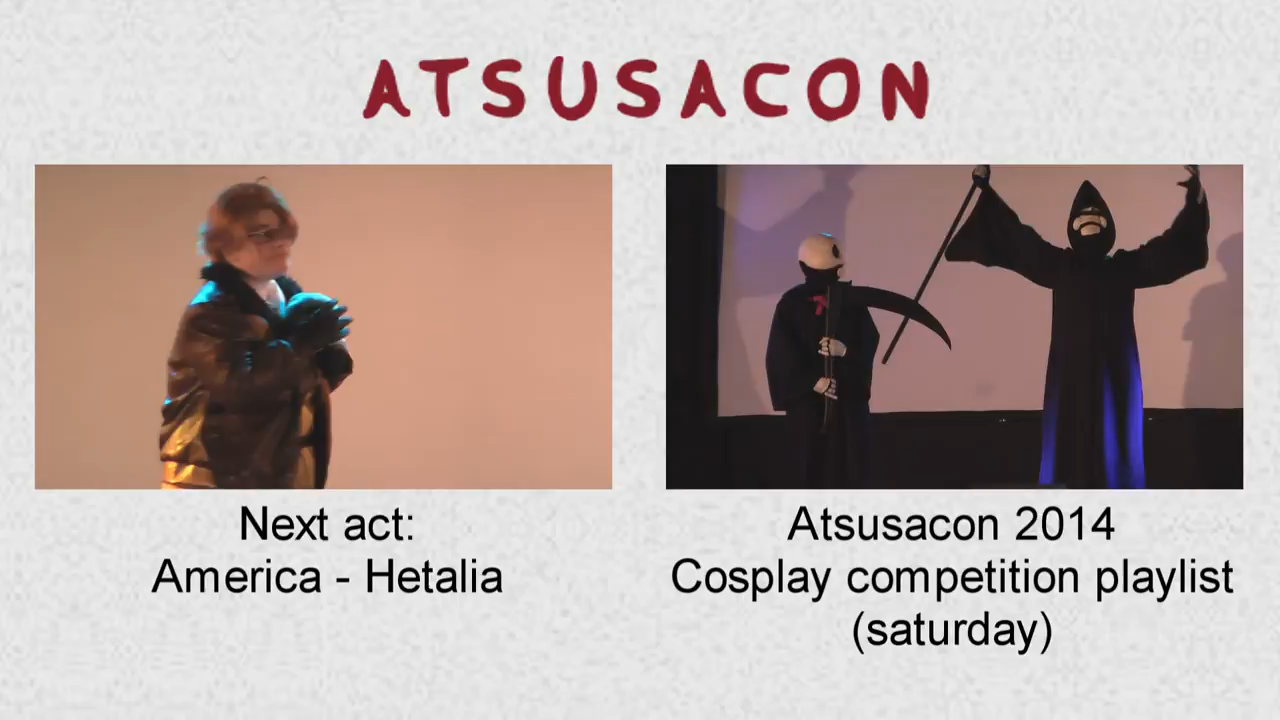 ATSUSACON
Next act:
America - Hetalia
Atsusacon 2014
Cosplay competition playlist
(saturday)